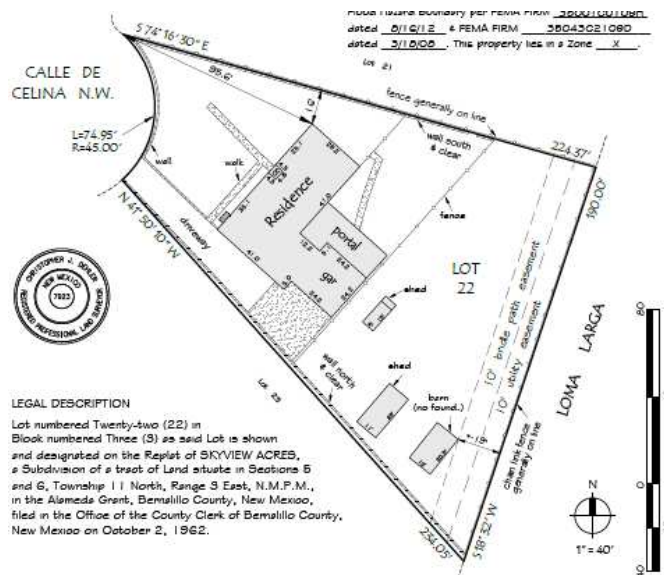 Flood Hazard Boundary per FEMA FIRM
dated 8/16/12 & FEMA FIRM 35043C2108D
dated 3/18/08. This property lies in a Zone X.
S 74°16'30" E
CALLE DE
CELINA N.W.
95.6'
Lot 21
fence generally on line
L=74.95'
R=45.00'
wall
walk
wall south
& clear
224.37'
190.00'
fence
Residence
portal
gar
driveway
N 41°50'10" W
LOT
22
shed
10' bridle path easement
10' utility easement
LOMA LARGA
CHRISTOPHER J. DEHLER
NEW MEXICO
7923
REGISTERED PROFESSIONAL LAND SURVEYOR
wall north
& clear
Lot 23
shed
barn
(no found.)
19'
chain link fence
generally on line
LEGAL DESCRIPTION
Lot numbered Twenty-two (22) in
Block numbered Three (3) as said Lot is shown
and designated on the Replat of SKYVIEW ACRES,
a Subdivision of a tract of Land situate in Sections 5
and 6, Township 11 North, Range 3 East, N.M.P.M.,
in the Alameda Grant, Bernalillo County, New Mexico,
filed in the Office of the County Clerk of Bernalillo County,
New Mexico on October 2, 1962.
234.05'
S 18°32' W
N
1" = 40'
80
0
40